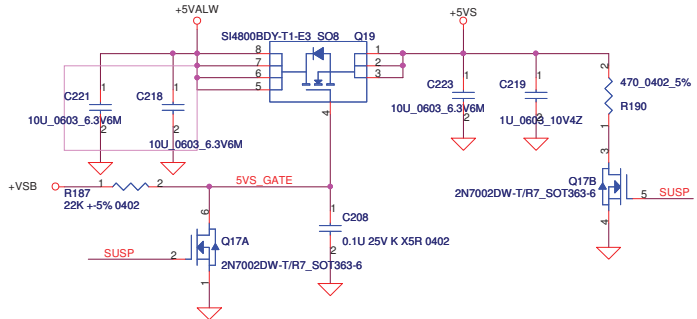 +5VALW
+5VS
SI4800BDY-T1-E3_SO8
Q19
8
7
6
5
1
2
3
4
C221
1
2
10U_0603_6.3V6M
C218
1
2
10U_0603_6.3V6M
C223
1
2
10U_0603_6.3V6M
C219
1
2
1U_0603_10V4Z
2
470_0402_5%
R190
1
3
Q17B
2N7002DW-T/R7_SOT363-6
5
SUSP
4
+VSB
1
2
R187
22K +-5% 0402
5VS_GATE
6
Q17A
SUSP
2
2N7002DW-T/R7_SOT363-6
1
1
C208
0.1U 25V K X5R 0402
2